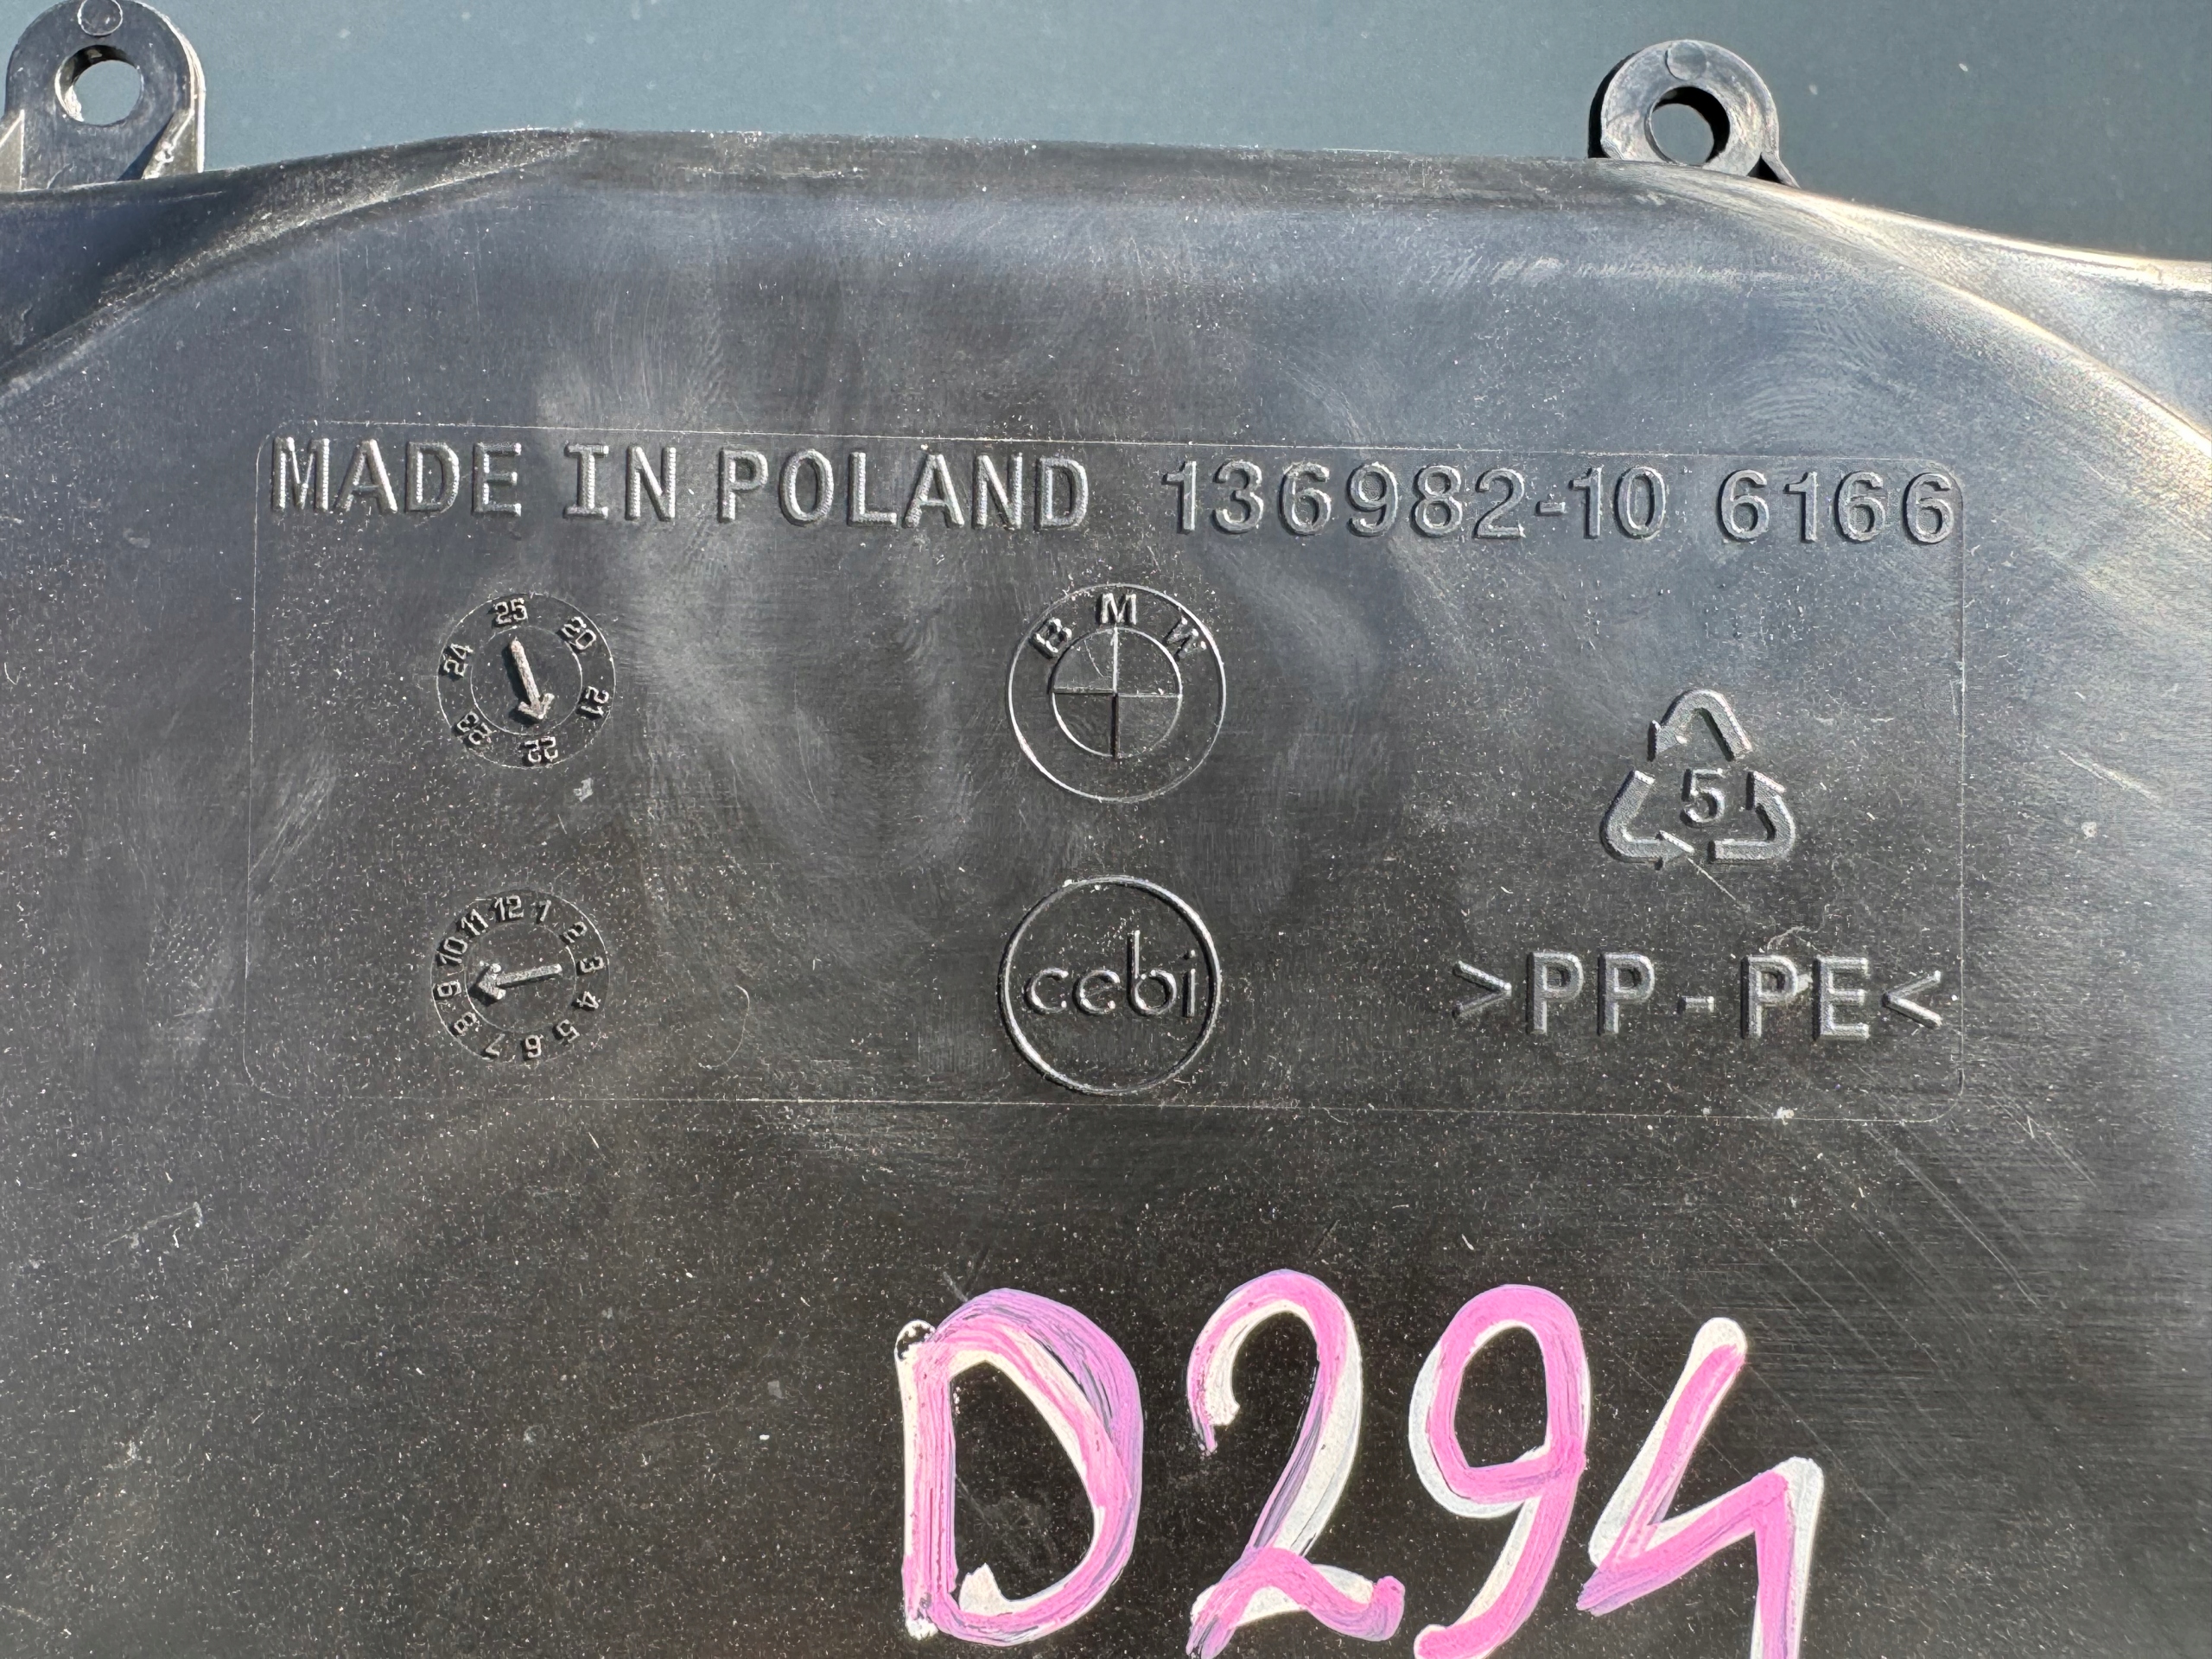 MADE IN POLAND 136982-10 6166
25 20 21 22 23 24
BMW
5
12 1 2 3 4 5 6 7 8 9 10 11
cebi
>PP-PE<
D294